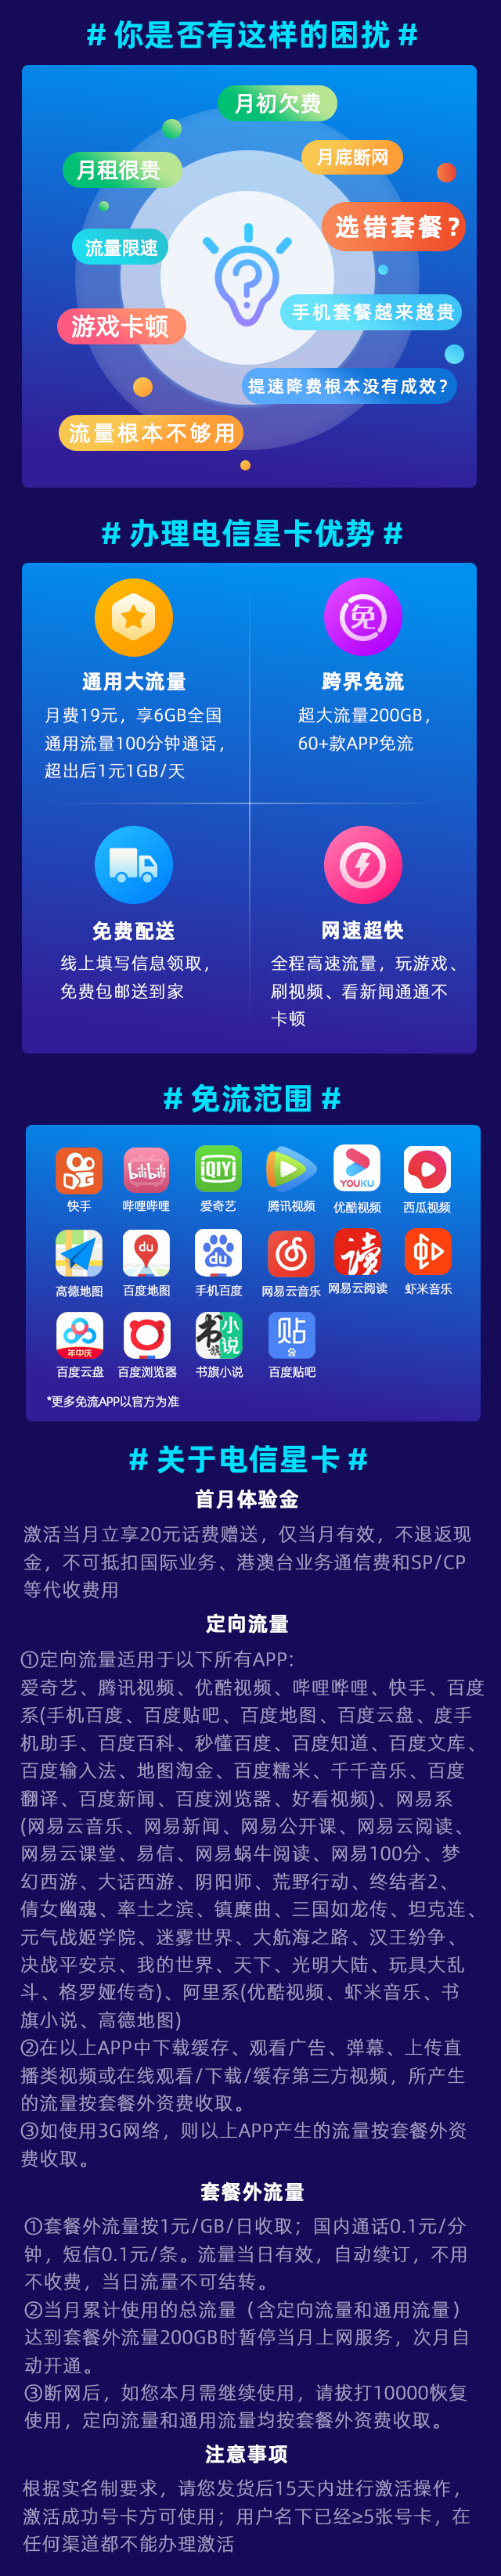 # 你是否有这样的困扰 #
月初欠费
月底断网
月租很贵
选错套餐?
流量限速
手机套餐越来越贵
游戏卡顿
提速降费根本没有成效?
流量根本不够用
# 办理电信星卡优势 #
免
通用大流量
月费19元，享6GB全国
通用流量100分钟通话，
超出后1元1GB/天
跨界免流
超大流量200GB，
60+款APP免流
免费配送
线上填写信息领取，
免费包邮送到家
网速超快
全程高速流量，玩游戏、
刷视频、看新闻通通不
卡顿
# 免流范围 #
bilibili
iQIYI
YOUKU
快手
哔哩哔哩
爱奇艺
腾讯视频
优酷视频
西瓜视频
du
du
读
高德地图
百度地图
手机百度
网易云音乐
网易云阅读
虾米音乐
年中庆
书旗
小说
贴
百度云盘
百度浏览器
书旗小说
百度贴吧
*更多免流APP以官方为准
# 关于电信星卡 #
首月体验金
激活当月立享20元话费赠送，仅当月有效，不退返现
金，不可抵扣国际业务、港澳台业务通信费和SP/CP
等代收费用
定向流量
①定向流量适用于以下所有APP：
爱奇艺、腾讯视频、优酷视频、哔哩哗哩、快手、百度
系(手机百度、百度贴吧、百度地图、百度云盘、度手
机助手、百度百科、秒懂百度、百度知道、百度文库、
百度输入法、地图淘金、百度糯米、千千音乐、百度
翻译、百度新闻、百度浏览器、好看视频)、网易系
(网易云音乐、网易新闻、网易公开课、网易云阅读、
网易云课堂、易信、网易蜗牛阅读、网易100分、梦
幻西游、大话西游、阴阳师、荒野行动、终结者2、
倩女幽魂、率土之滨、镇糜曲、三国如龙传、坦克连、
元气战姬学院、迷雾世界、大航海之路、汉王纷争、
决战平安京、我的世界、天下、光明大陆、玩具大乱
斗、格罗娅传奇)、阿里系(优酷视频、虾米音乐、书
旗小说、高德地图)
②在以上APP中下载缓存、观看广告、弹幕、上传直
播类视频或在线观看/下载/缓存第三方视频，所产生
的流量按套餐外资费收取。
③如使用3G网络，则以上APP产生的流量按套餐外资
费收取。
套餐外流量
①套餐外流量按1元/GB/日收取；国内通话0.1元/分
钟，短信0.1元/条。流量当日有效，自动续订，不用
不收费，当日流量不可结转。
②当月累计使用的总流量（含定向流量和通用流量）
达到套餐外流量200GB时暂停当月上网服务，次月自
动开通。
③断网后，如您本月需继续使用，请拨打10000恢复
使用，定向流量和通用流量均按套餐外资费收取。
注意事项
根据实名制要求，请您发货后15天内进行激活操作，
激活成功号卡方可使用；用户名下已经≥5张号卡，在
任何渠道都不能办理激活